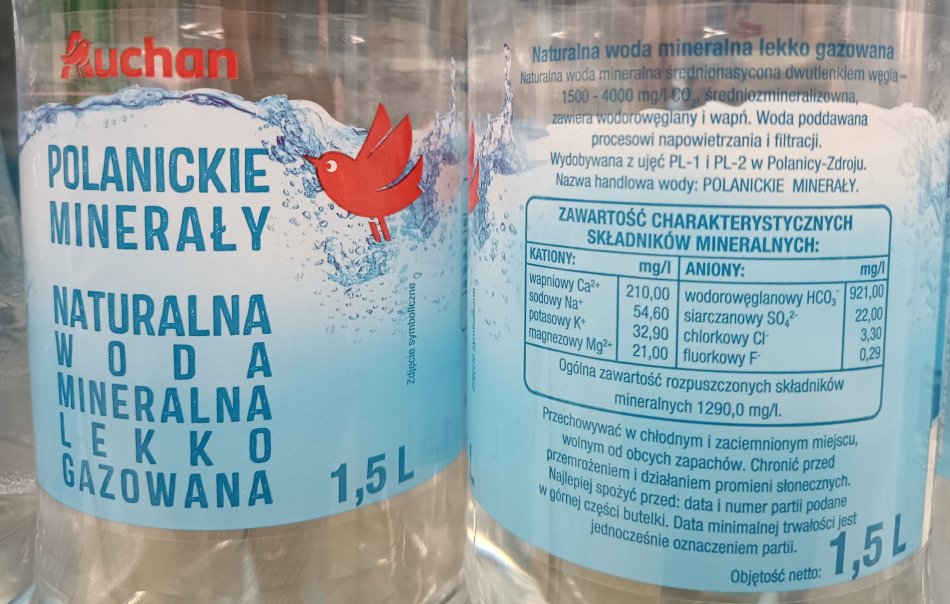 Auchan
POLANICKIE
MINERAŁY
NATURALNA
WODA
MINERALNA
LEKKO
GAZOWANA
1,5 L
Zdjęcie symboliczne
Naturalna woda mineralna lekko gazowana
Naturalna woda mineralna średnionasycona dwutlenkiem węgla –
1500 - 4000 mg/l CO₂, średniozmineralizowna,
zawiera wodorowęglany i wapń. Woda poddawana
procesowi napowietrzania i filtracji.
Wydobywana z ujęć PL-1 i PL-2 w Polanicy-Zdroju.
Nazwa handlowa wody: POLANICKIE MINERAŁY.
ZAWARTOŚĆ CHARAKTERYSTYCZNYCH
SKŁADNIKÓW MINERALNYCH:
KATIONY: mg/l ANIONY: mg/l
wapniowy Ca²⁺ 210,00 wodorowęglanowy HCO₃⁻ 921,00
sodowy Na⁺ 54,60 siarczanowy SO₄²⁻ 22,00
potasowy K⁺ 32,90 chlorkowy Cl⁻ 3,30
magnezowy Mg²⁺ 21,00 fluorkowy F⁻ 0,29
Ogólna zawartość rozpuszczonych składników
mineralnych 1290,0 mg/l.
Przechowywać w chłodnym i zaciemnionym miejscu,
wolnym od obcych zapachów. Chronić przed
przemrożeniem i działaniem promieni słonecznych.
Najlepiej spożyć przed: data i numer partii podane
w górnej części butelki. Data minimalnej trwałości jest
jednocześnie oznaczeniem partii.
Objętość netto: 1,5 L